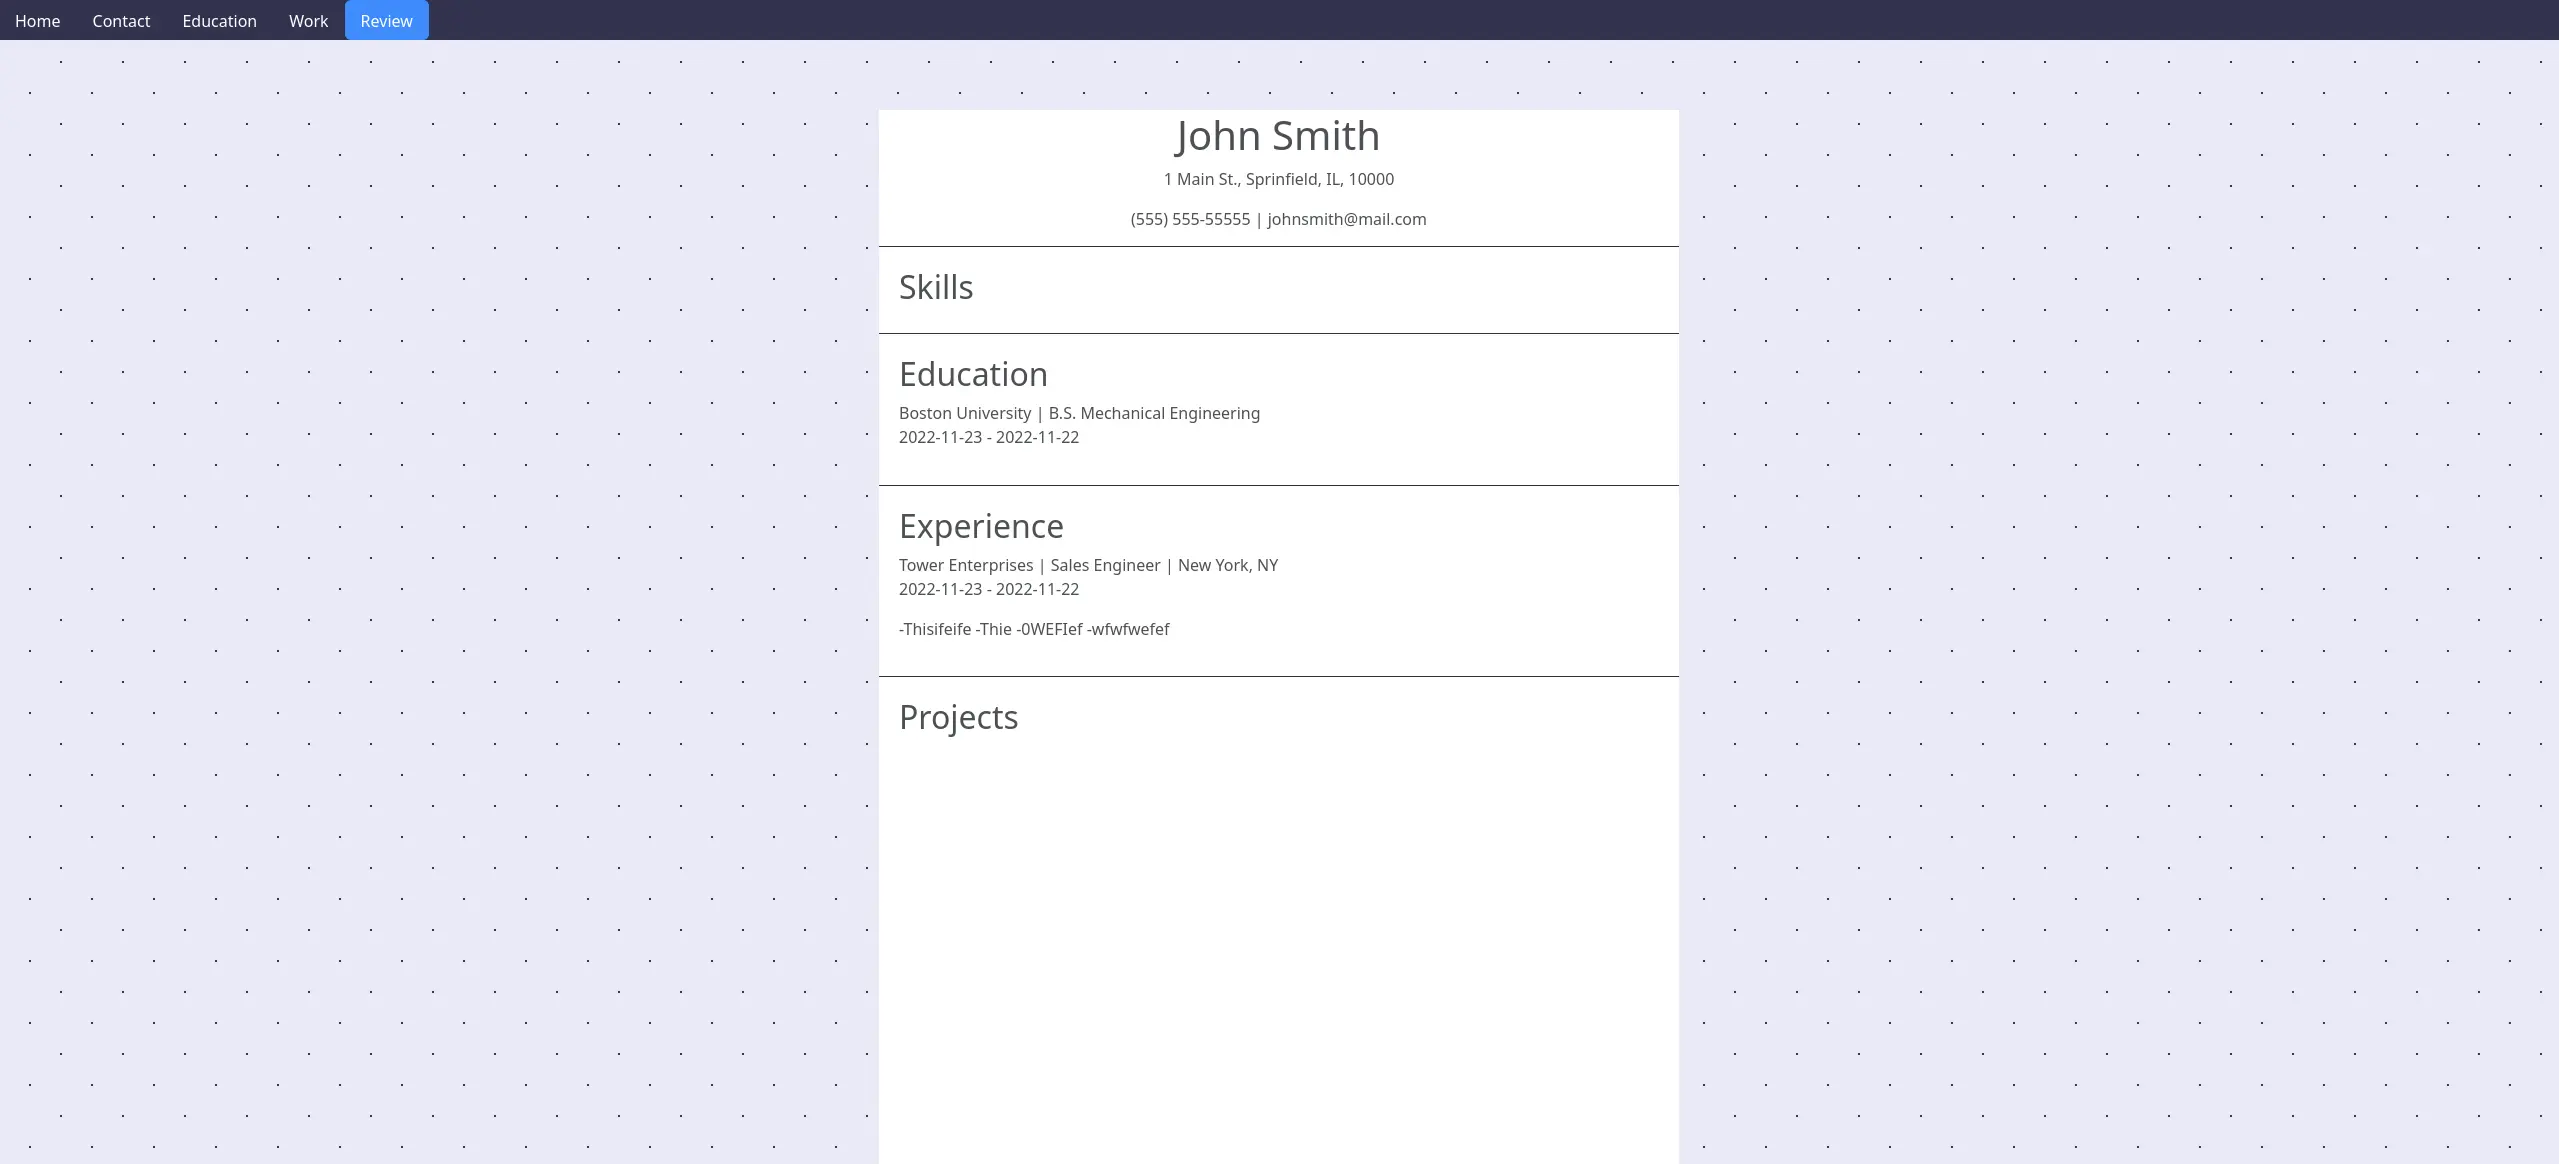 Home Contact Education Work Review
John Smith
1 Main St., Sprinfield, IL, 10000
(555) 555-55555 | johnsmith@mail.com
Skills
Education
Boston University | B.S. Mechanical Engineering
2022-11-23 - 2022-11-22
Experience
Tower Enterprises | Sales Engineer | New York, NY
2022-11-23 - 2022-11-22
-Thisifeife -Thie -0WEFIef -wfwfwefef
Projects